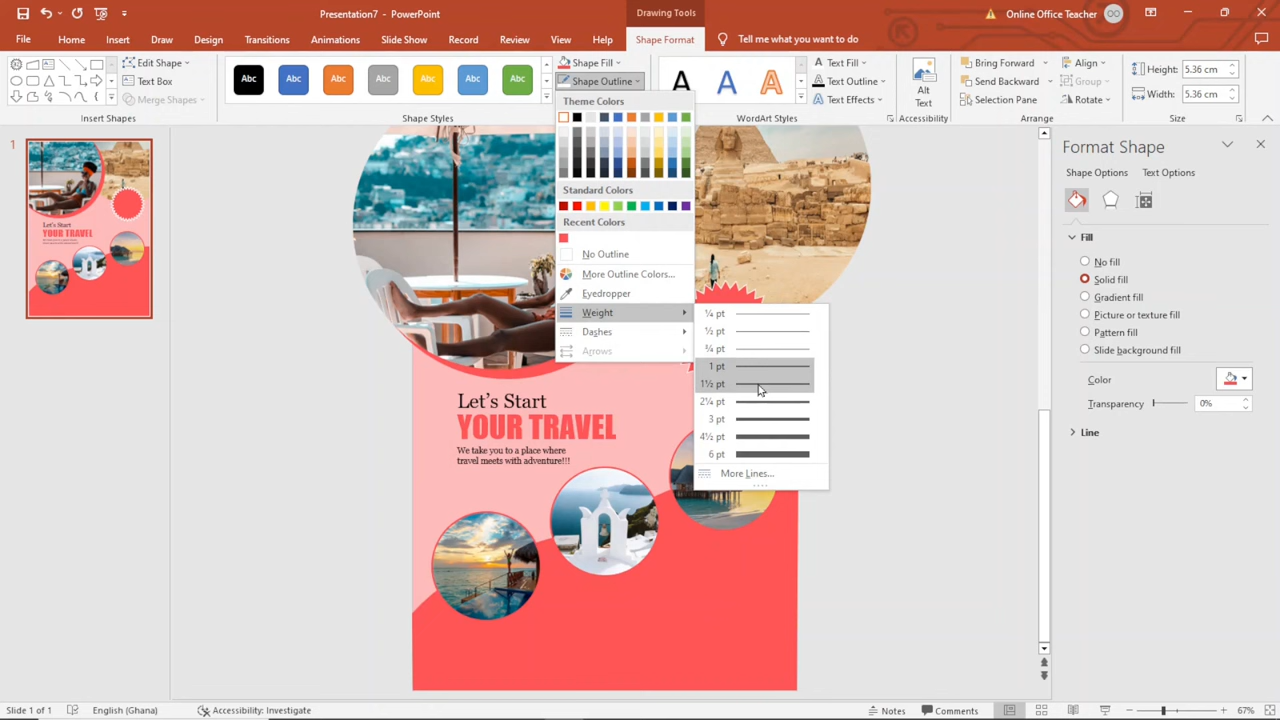 Presentation7 - PowerPoint
Drawing Tools
Online Office Teacher
OO
File
Home
Insert
Draw
Design
Transitions
Animations
Slide Show
Record
Review
View
Help
Shape Format
Tell me what you want to do
Edit Shape
Text Box
Merge Shapes
Insert Shapes
Abc Abc Abc Abc Abc Abc Abc
Shape Styles
Shape Fill
Shape Outline
A A A
WordArt Styles
Text Fill
Text Outline
Text Effects
Alt
Text
Accessibility
Bring Forward
Send Backward
Selection Pane
Align
Group
Rotate
Arrange
Height: 5.36 cm
Width: 5.36 cm
Size
Theme Colors
Standard Colors
Recent Colors
No Outline
More Outline Colors...
Eyedropper
Weight
Dashes
Arrows
¼ pt
½ pt
¾ pt
1 pt
1½ pt
2¼ pt
3 pt
4½ pt
6 pt
More Lines...
1
Let's Start
YOUR TRAVEL
We take you to a place where
travel meets with adventure!!!
Let's Start
YOUR TRAVEL
Format Shape
Shape Options
Text Options
Fill
No fill
Solid fill
Gradient fill
Picture or texture fill
Pattern fill
Slide background fill
Color
Transparency
0%
Line
Slide 1 of 1
English (Ghana)
Accessibility: Investigate
Notes
Comments
67%